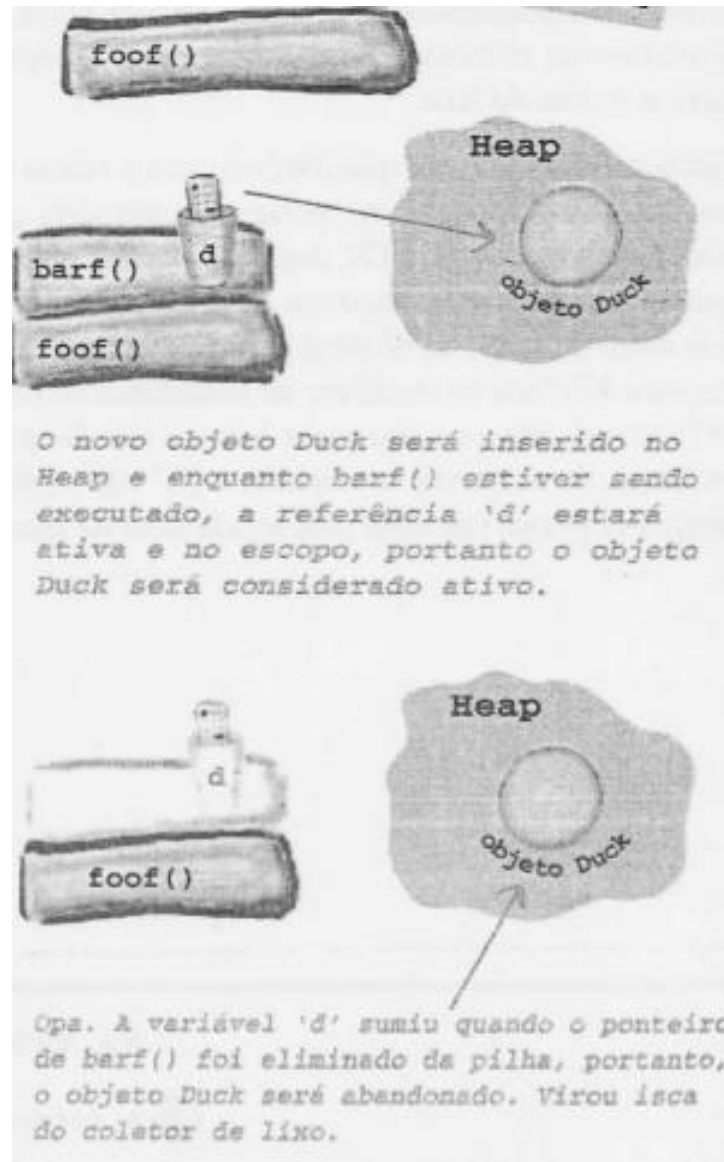 foof()
Heap
d
barf()
objeto Duck
foof()
O novo objeto Duck será inserido no
Heap e enquanto barf() estiver sendo
executado, a referência 'd' estará
ativa e no escopo, portanto o objeto
Duck será considerado ativo.
Heap
d
objeto Duck
foof()
Opa. A variável 'd' sumiu quando o ponteiro
de barf() foi eliminado da pilha, portanto,
o objeto Duck será abandonado. Virou isca
do coletor de lixo.